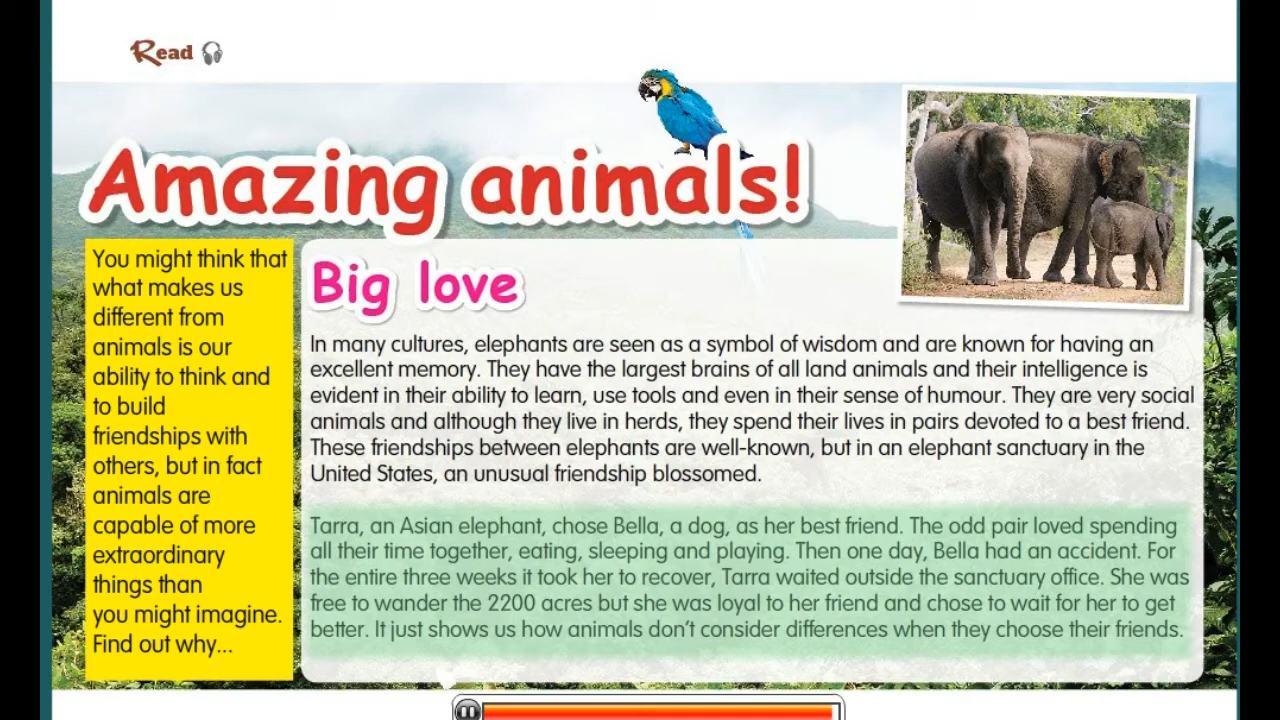 Read
Amazing animals!
You might think that
what makes us
different from
animals is our
ability to think and
to build
friendships with
others, but in fact
animals are
capable of more
extraordinary
things than
you might imagine.
Find out why...
Big love
In many cultures, elephants are seen as a symbol of wisdom and are known for having an
excellent memory. They have the largest brains of all land animals and their intelligence is
evident in their ability to learn, use tools and even in their sense of humour. They are very social
animals and although they live in herds, they spend their lives in pairs devoted to a best friend.
These friendships between elephants are well-known, but in an elephant sanctuary in the
United States, an unusual friendship blossomed.
Tarra, an Asian elephant, chose Bella, a dog, as her best friend. The odd pair loved spending
all their time together, eating, sleeping and playing. Then one day, Bella had an accident. For
the entire three weeks it took her to recover, Tarra waited outside the sanctuary office. She was
free to wander the 2200 acres but she was loyal to her friend and chose to wait for her to get
better. It just shows us how animals don't consider differences when they choose their friends.